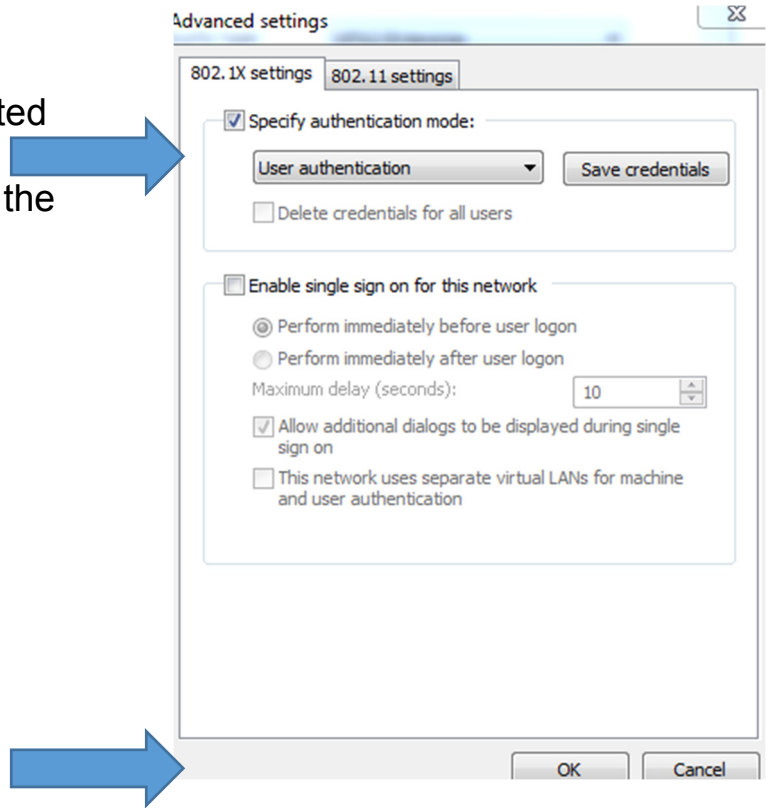 Advanced settings
802.1X settings 802.11 settings
ted
the
Specify authentication mode:
User authentication Save credentials
Delete credentials for all users
Enable single sign on for this network
Perform immediately before user logon
Perform immediately after user logon
Maximum delay (seconds): 10
Allow additional dialogs to be displayed during single
sign on
This network uses separate virtual LANs for machine
and user authentication
OK Cancel